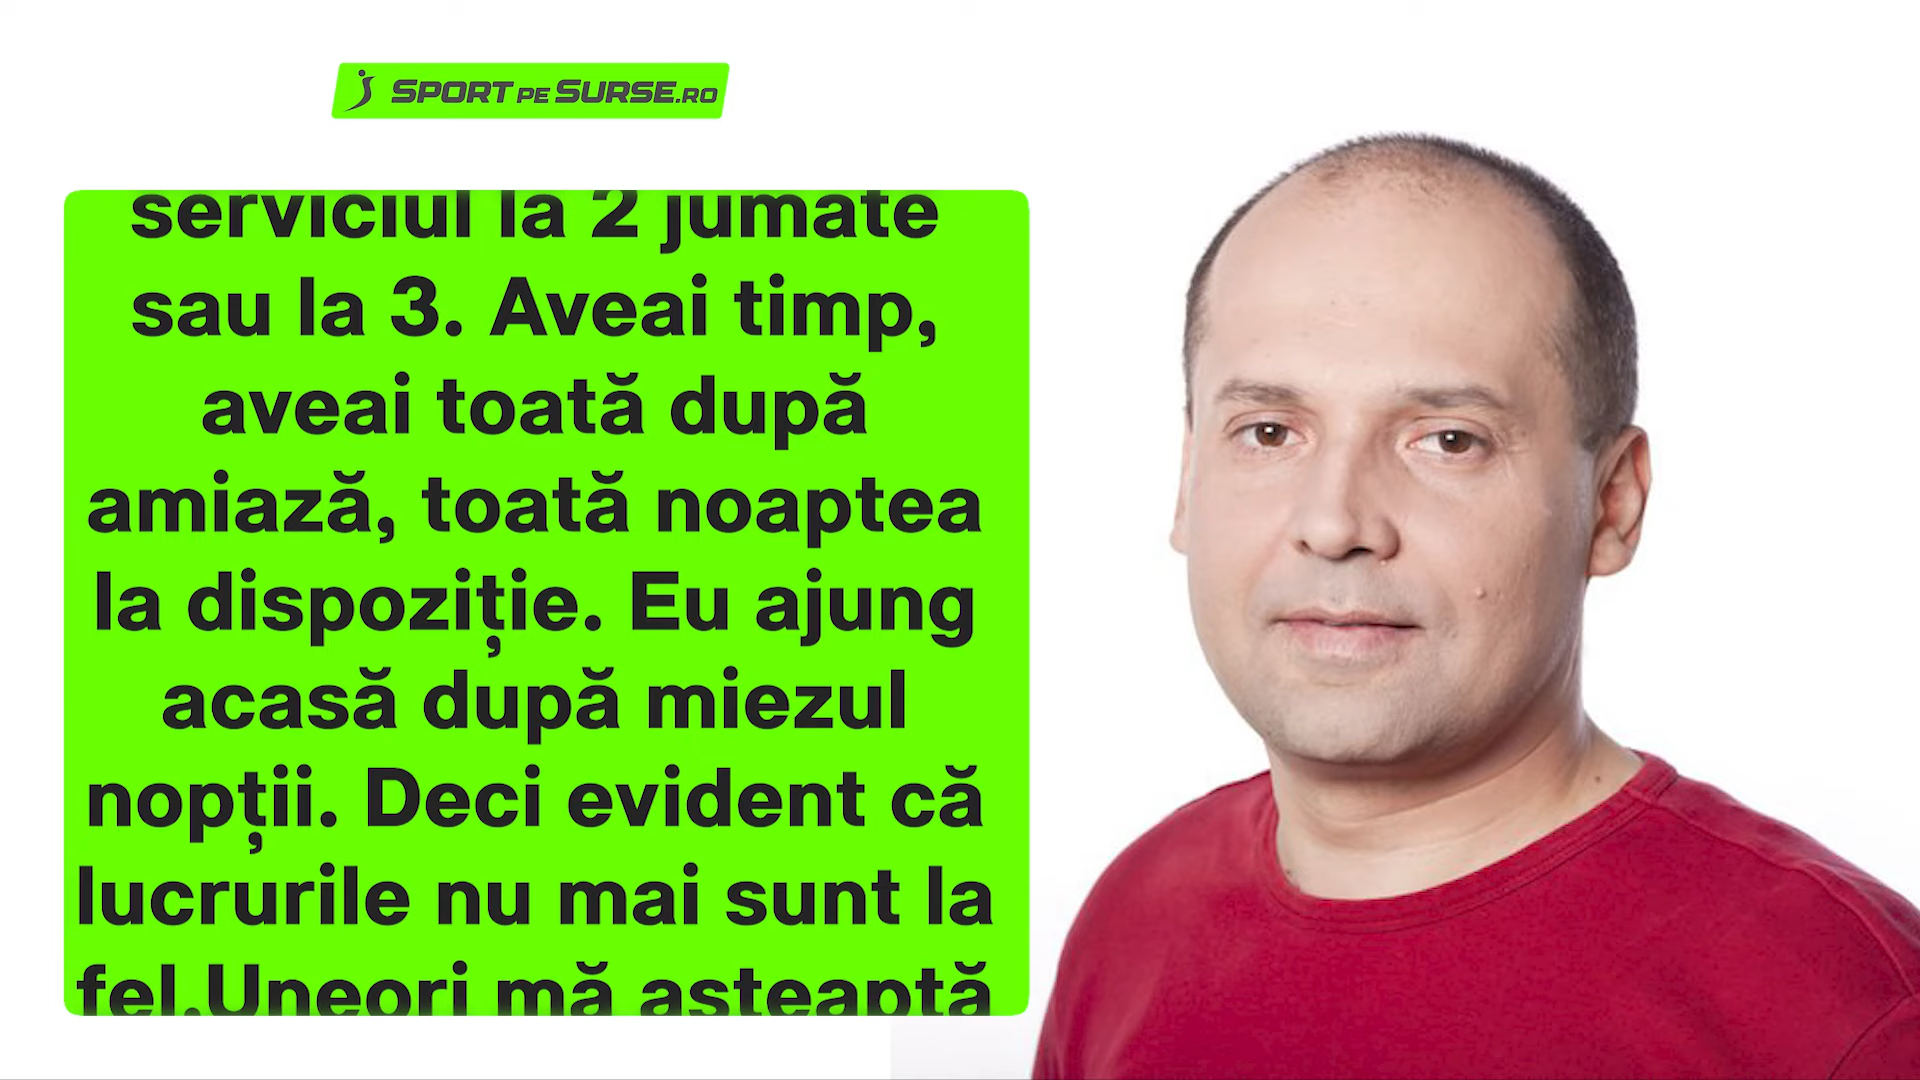 SPORT PE SURSE.RO
serviciul la 2 jumate
sau la 3. Aveai timp,
aveai toată după
amiază, toată noaptea
la dispoziție. Eu ajung
acasă după miezul
nopții. Deci evident că
lucrurile nu mai sunt la
fel.Uneori mă așteaptă